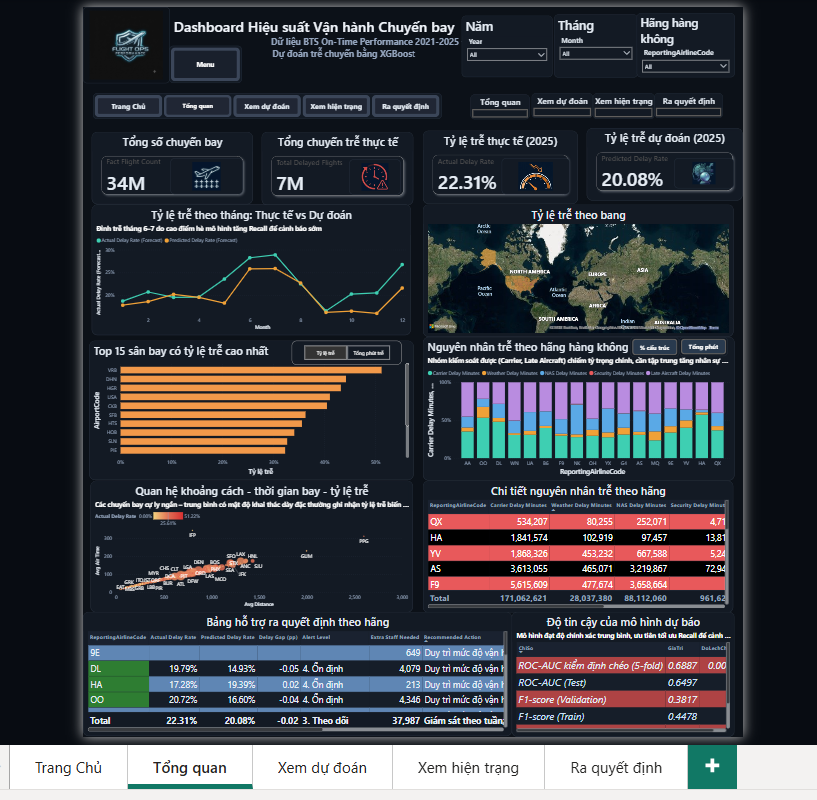 FLIGHT OPS
Dashboard Hiệu suất Vận hành Chuyến bay
Dữ liệu BTS On-Time Performance 2021-2025
Dự đoán trễ chuyến bằng XGBoost
Menu
Năm
Year
All
Tháng
Month
All
Hãng hàng không
ReportingAirlineCode
All
Trang Chủ
Tổng quan
Xem dự đoán
Xem hiện trạng
Ra quyết định
Tổng quan
Xem dự đoán
Xem hiện trạng
Ra quyết định
Tổng số chuyến bay
Fact Flight Count
34M
Tổng chuyến trễ thực tế
Total Delayed Flights
7M
Tỷ lệ trễ thực tế (2025)
Actual Delay Rate
22.31%
Tỷ lệ trễ dự đoán (2025)
Predicted Delay Rate
20.08%
Tỷ lệ trễ theo tháng: Thực tế vs Dự đoán
Đỉnh trễ tháng 6–7 do cao điểm hè mô hình tăng Recall để cảnh báo sớm
Actual Delay Rate (Forecast) Predicted Delay Rate (Forecast)
Actual Delay Rate (Forecas...
30%
25%
20%
2 4 6 8 10 12
Month
Tỷ lệ trễ theo bang
Arctic Ocean
Arctic Ocean
NORTH AMERICA
EUROPE
ASIA
Pacific Ocean
Atlantic Ocean
AFRICA
SOUTH AMERICA
Indian
AUSTRALIA
Top 15 sân bay có tỷ lệ trễ cao nhất
Tỷ lệ trễ
Tổng phút trễ
AirportCode
VRB
DHN
HGR
USA
CKB
SFB
HTS
HOB
SLN
PIE
0% 10% 20% 30% 40% 50%
Tỷ lệ trễ
Nguyên nhân trễ theo hãng hàng không
% cấu trúc
Tổng phút
Nhóm kiểm soát được (Carrier, Late Aircraft) chiếm tỷ trọng chính, cần tập trung tăng nhân sự ...
Carrier Delay Minutes Weather Delay Minutes NAS Delay Minutes Security Delay Minutes Late Aircraft Delay Minutes
Carrier Delay Minutes, ...
100%
50%
0%
AA OO DL WN UA B6 F9 NK OH YX G4 AS MQ 9E YV HA QX
ReportingAirlineCode
Quan hệ khoảng cách - thời gian bay - tỷ lệ trễ
Các chuyến bay cự ly ngắn – trung bình có mật độ khai thác dày đặc thường ghi nhận tỷ lệ trễ biến ...
Actual Delay Rate 0.00% 51.22%
25.61%
Avg Air Time
300
200
100
0
IFP
PPG
GUM
0 500 1,000 1,500 2,000 2,500 3,000
Avg Distance
Chi tiết nguyên nhân trễ theo hãng
ReportingAirlineCode Carrier Delay Minutes Weather Delay Minutes NAS Delay Minutes Security Delay Minut
QX 534,207 80,255 252,071 4,71
HA 1,841,574 102,919 97,457 13,81
YV 1,868,326 453,232 667,588 5,24
AS 3,613,055 465,071 3,219,867 72,94
F9 5,615,609 477,674 3,658,664
Total 171,062,621 28,037,380 88,112,060 961,62
Bảng hỗ trợ ra quyết định theo hãng
ReportingAirlineCode Actual Delay Rate Predicted Delay Rate Delay Gap (pp) Alert Level Extra Staff Needed Recommended Action
9E 649 Duy trì mức độ vận h
DL 19.79% 14.93% -0.05 4. Ổn định 4,079 Duy trì mức độ vận h
HA 17.28% 19.39% 0.02 4. Ổn định 213 Duy trì mức độ vận h
OO 20.72% 16.60% -0.04 4. Ổn định 4,346 Duy trì mức độ vận h
Total 22.31% 20.08% -0.02 3. Theo dõi 37,987 Giám sát theo tuần,
Độ tin cậy của mô hình dự báo
Mô hình đạt độ chính xác trung bình, ưu tiên tối ưu Recall để cảnh ...
ChiSo GiaTri DoLechCh
ROC-AUC kiểm định chéo (5-fold) 0.6887 0.00
ROC-AUC (Test) 0.6497
F1-score (Validation) 0.3817
F1-score (Train) 0.4478
Trang Chủ
Tổng quan
Xem dự đoán
Xem hiện trạng
Ra quyết định
+